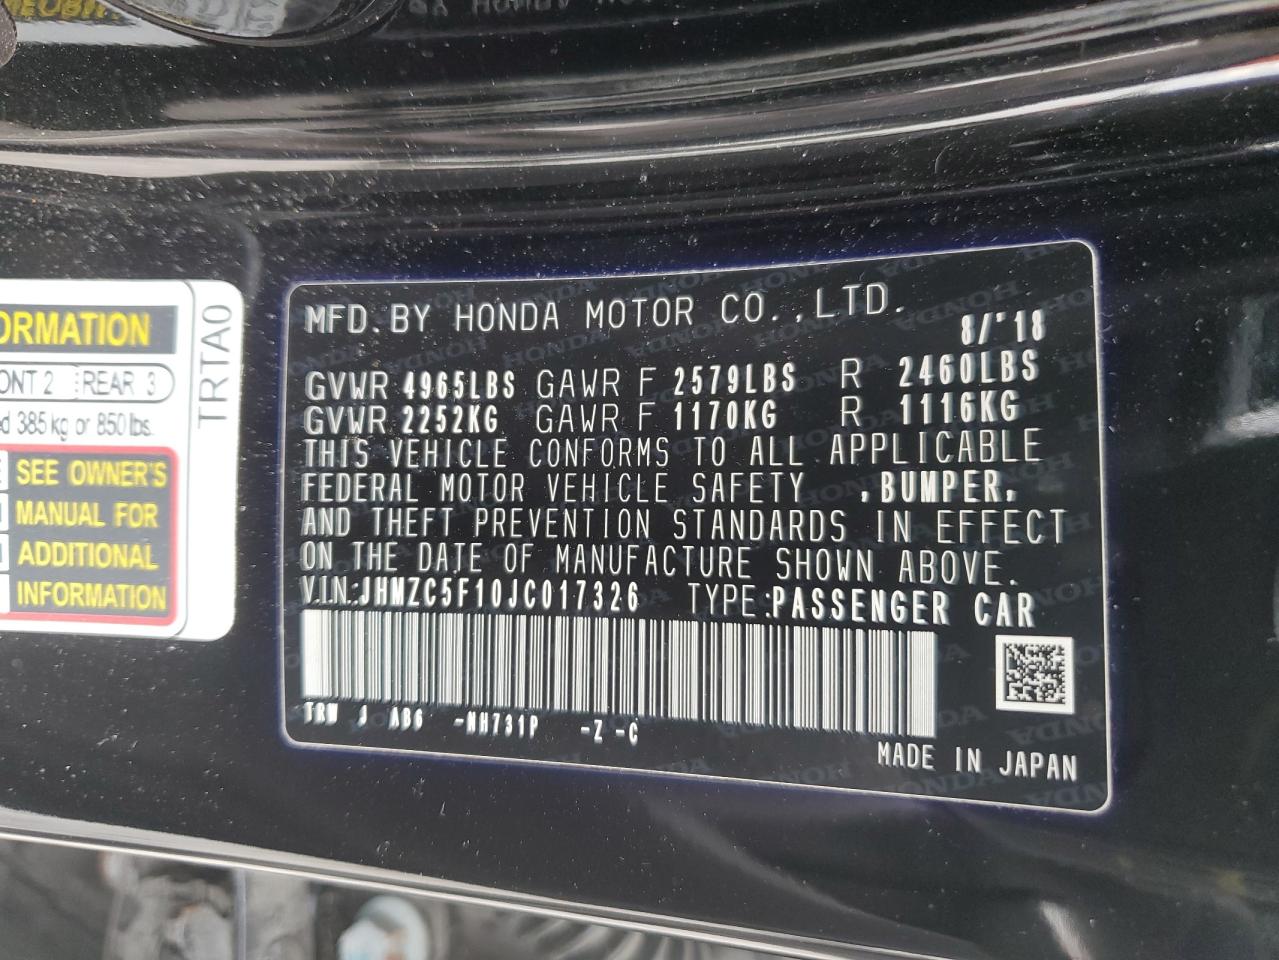 ORMATION
ONT 2 REAR 3
d 385 kg or 850 lbs.
SEE OWNER'S
MANUAL FOR
ADDITIONAL
INFORMATION
TRTA0
MFD. BY HONDA MOTOR CO., LTD.
8/'18
GVWR 4965LBS GAWR F 2579LBS R 2460LBS
GVWR 2252KG GAWR F 1170KG R 1116KG
THIS VEHICLE CONFORMS TO ALL APPLICABLE
FEDERAL MOTOR VEHICLE SAFETY ,BUMPER,
AND THEFT PREVENTION STANDARDS IN EFFECT
ON THE DATE OF MANUFACTURE SHOWN ABOVE.
V.I.N.:JHMZC5F10JC017326 TYPE:PASSENGER CAR
TRW J AB6 -NH731P -Z -C
MADE IN JAPAN